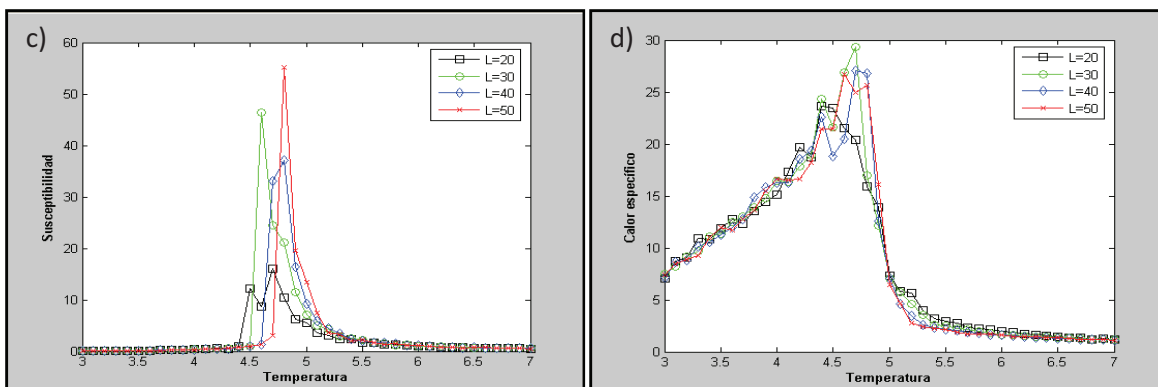 c)
60
50
40
30
20
10
0
Susceptibilidad
3 3.5 4 4.5 5 5.5 6 6.5 7
Temperatura
L=20
L=30
L=40
L=50
d)
30
25
20
15
10
5
0
Calor específico
3 3.5 4 4.5 5 5.5 6 6.5 7
Temperatura
L=20
L=30
L=40
L=50